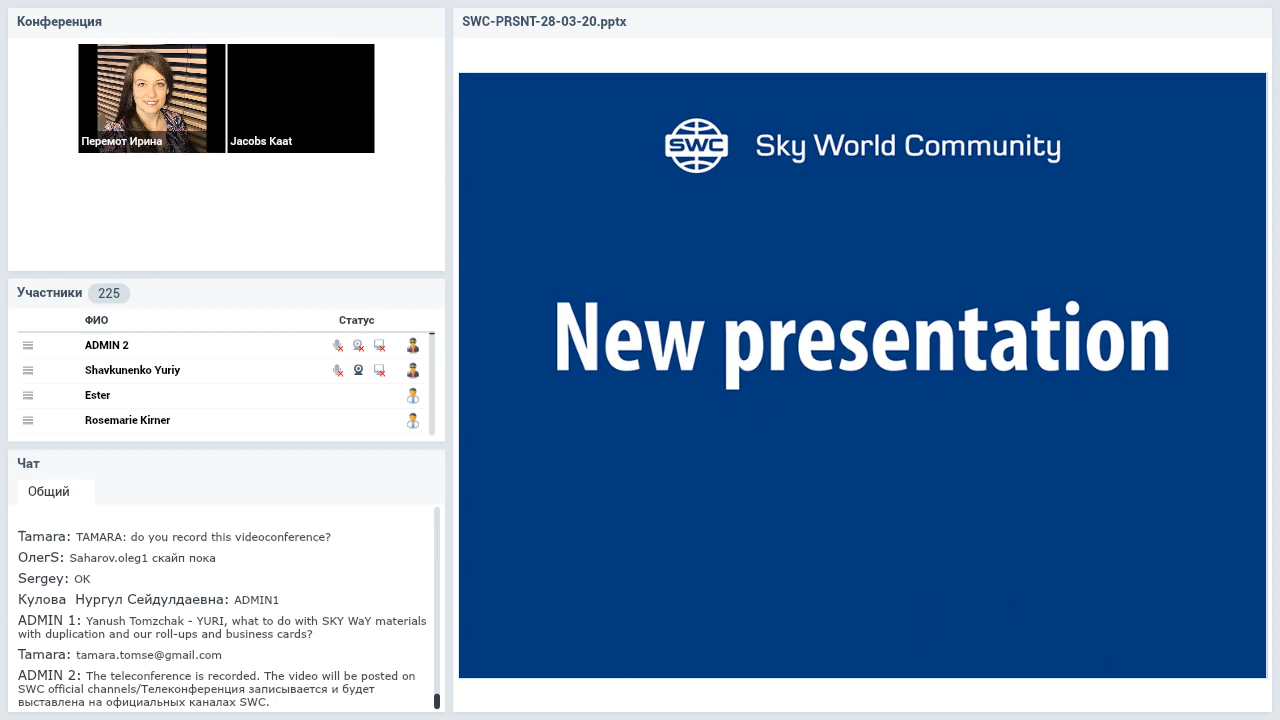 Конференция
Перемот Ирина
Jacobs Kaat
Участники 225
ФИО Статус
ADMIN 2
Shavkunenko Yuriy
Ester
Rosemarie Kirner
Чат
Общий
Tamara: TAMARA: do you record this videoconference?
ОлегS: Saharov.oleg1 скайп пока
Sergey: OK
Кулова Нургул Сейдулдаевна: ADMIN1
ADMIN 1: Yanush Tomzchak - YURI, what to do with SKY WaY materials
with duplication and our roll-ups and business cards?
Tamara: tamara.tomse@gmail.com
ADMIN 2: The teleconference is recorded. The video will be posted on
SWC official channels/Телеконференция записывается и будет
выставлена на официальных каналах SWC.
SWC-PRSNT-28-03-20.pptx
SWC Sky World Community
New presentation